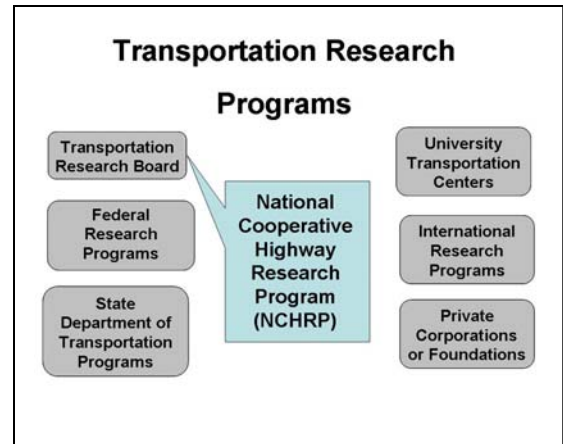 Transportation Research
Programs
Transportation
Research Board
Federal
Research
Programs
State
Department of
Transportation
Programs
National
Cooperative
Highway
Research
Program
(NCHRP)
University
Transportation
Centers
International
Research
Programs
Private
Corporations
or Foundations